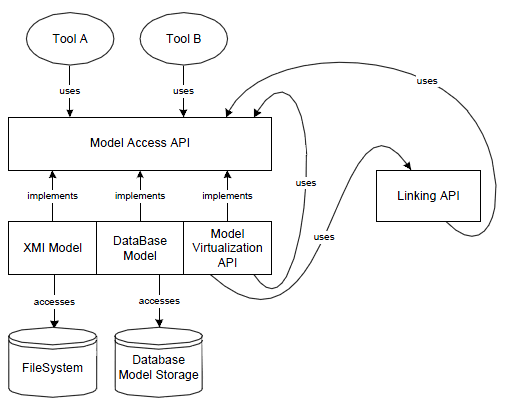 Tool A
Tool B
uses
uses
uses
Model Access API
implements
implements
implements
uses
Linking API
XMI Model
DataBase
Model
Model
Virtualization
API
uses
accesses
accesses
FileSystem
Database
Model Storage